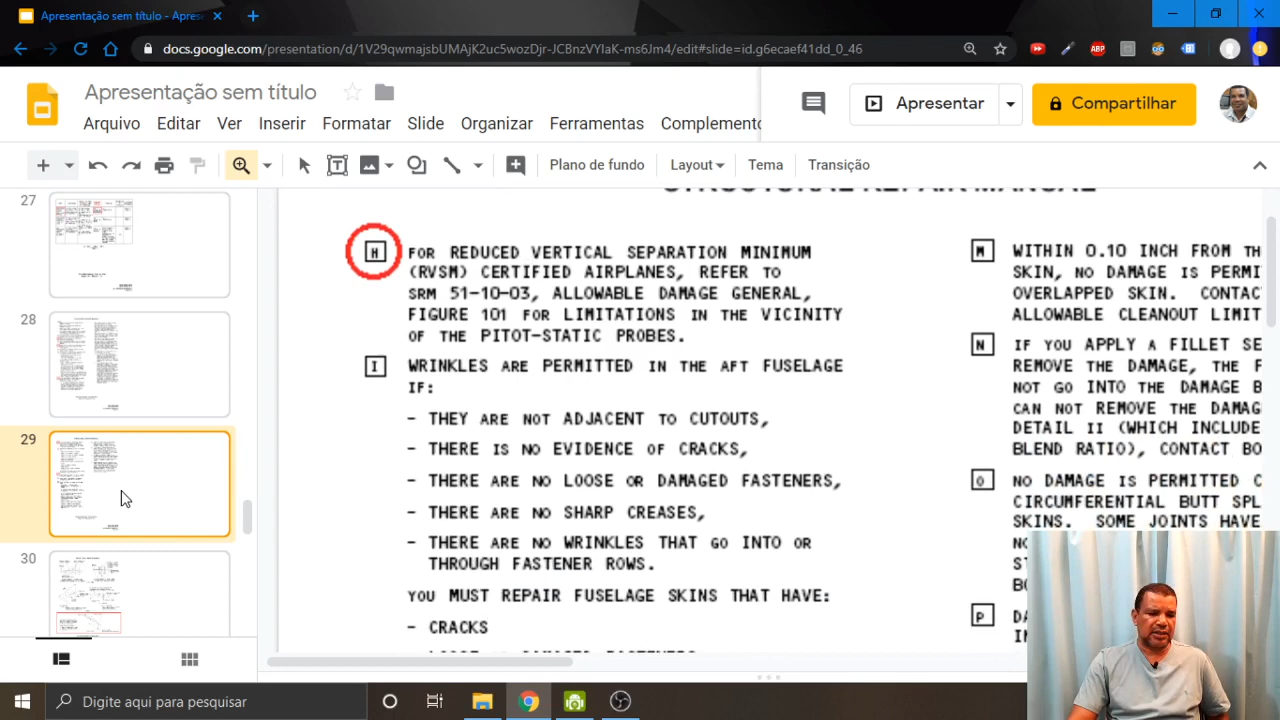 Apresentação sem título - Aprese
docs.google.com/presentation/d/1V29qwmajsbUMAjK2uc5wozDjr-JCBnzVYIaK-ms6Jm4/edit#slide=id.g6ecaef41dd_0_46
ABP
Apresentação sem título
Apresentar
Compartilhar
Arquivo Editar Ver Inserir Formatar Slide Organizar Ferramentas Complemento
Plano de fundo Layout Tema Transição
27
28
29
30
STRUCTURAL REPAIR MANUAL
H FOR REDUCED VERTICAL SEPARATION MINIMUM
(RVSM) CERTIFIED AIRPLANES, REFER TO
SRM 51-10-03, ALLOWABLE DAMAGE GENERAL,
FIGURE 101 FOR LIMITATIONS IN THE VICINITY
OF THE PITOT-STATIC PROBES.
I WRINKLES ARE PERMITTED IN THE AFT FUSELAGE
IF:
- THEY ARE NOT ADJACENT TO CUTOUTS,
- THERE IS NO EVIDENCE OF CRACKS,
- THERE ARE NO LOOSE OR DAMAGED FASTENERS,
- THERE ARE NO SHARP CREASES,
- THERE ARE NO WRINKLES THAT GO INTO OR
THROUGH FASTENER ROWS.
YOU MUST REPAIR FUSELAGE SKINS THAT HAVE:
- CRACKS
M WITHIN 0.10 INCH FROM TH
SKIN, NO DAMAGE IS PERMI
OVERLAPPED SKIN. CONTAC
ALLOWABLE CLEANOUT LIMIT
N IF YOU APPLY A FILLET SE
REMOVE THE DAMAGE, THE F
NOT GO INTO THE DAMAGE B
CAN NOT REMOVE THE DAMAG
DETAIL II (WHICH INCLUDE
BLEND RATIO), CONTACT BO
O NO DAMAGE IS PERMITTED C
CIRCUMFERENTIAL BUTT SPL
SKINS. SOME JOINTS HAVE
P
Digite aqui para pesquisar